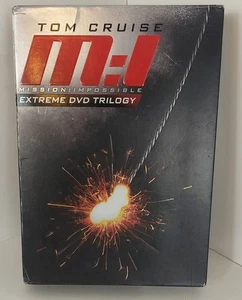 TOM CRUISE
M:I
MISSION: IMPOSSIBLE
EXTREME DVD TRILOGY